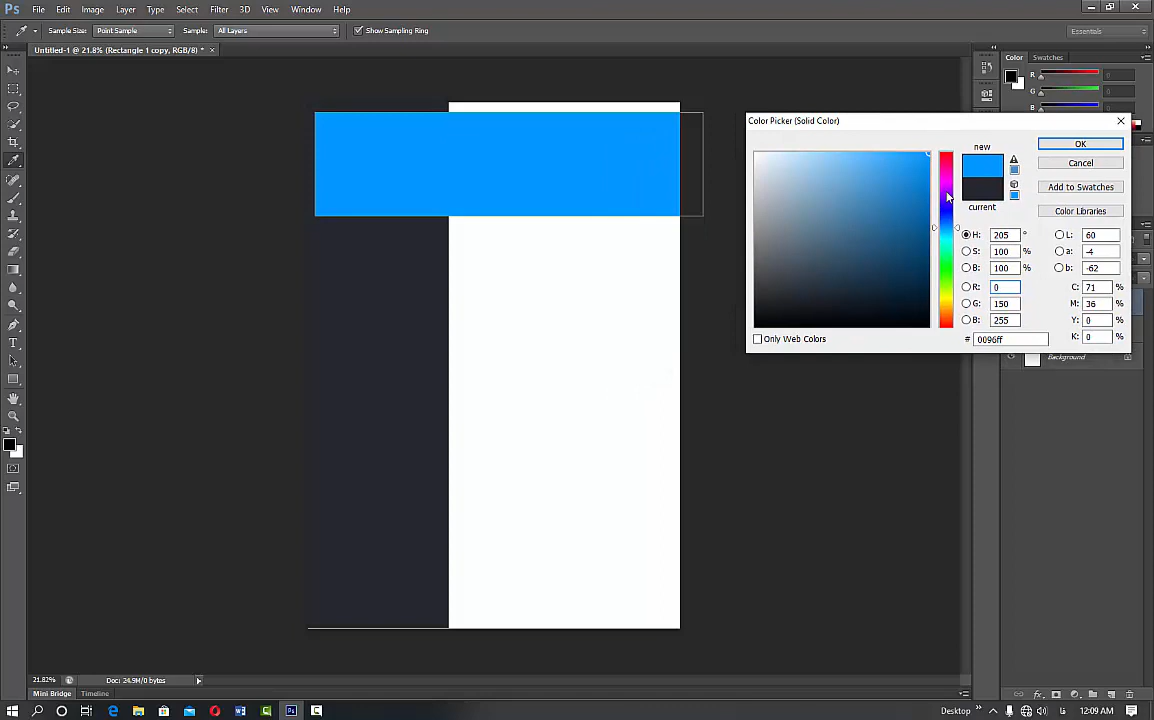 Ps File Edit Image Layer Type Select Filter 3D View Window Help
Sample Size: Point Sample Sample: All Layers Show Sampling Ring Essentials
Untitled-1 @ 21.8% (Rectangle 1 copy, RGB/8) * ×
Color Swatches
R 0
G 0
B
Color Picker (Solid Color)
new
current
OK
Cancel
Add to Swatches
Color Libraries
H: 205 °
S: 100 %
B: 100 %
R: 0
G: 150
B: 255
L: 60
a: -4
b: -62
C: 71 %
M: 36 %
Y: 0 %
K: 0 %
# 0096ff
Only Web Colors
Background
21.82% Doc: 24.9M/0 bytes
Mini Bridge Timeline
Desktop » 12:09 AM